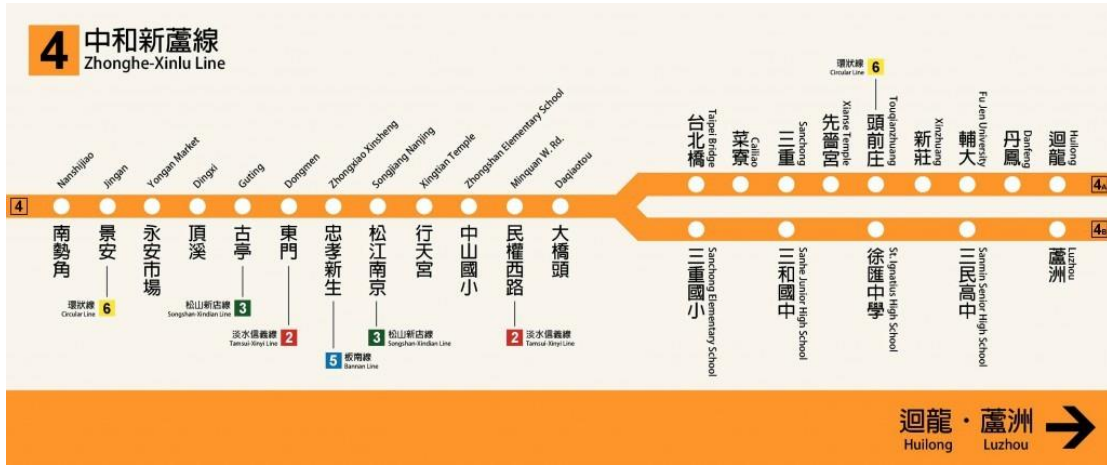 4
中和新蘆線
Zhonghe-Xinlu Line
4
Nanshijiao
南勢角
Jingan
景安
環狀線
Circular Line
6
Yongan Market
永安市場
Dingxi
頂溪
Guting
古亭
松山新店線
Songshan-Xindian Line
3
Dongmen
東門
淡水信義線
Tamsui-Xinyi Line
2
Zhongxiao Xinsheng
忠孝新生
5
板南線
Bannan Line
Songjiang Nanjing
松江南京
3
松山新店線
Songshan-Xindian Line
Xingtian Temple
行天宮
Zhongshan Elementary School
中山國小
Minquan W. Rd.
民權西路
2
淡水信義線
Tamsui-Xinyi Line
Daqiaotou
大橋頭
台北橋
Taipei Bridge
菜寮
Cailiao
三重
Sanchong
先嗇宮
Xianse Temple
環狀線
Circular Line
6
頭前庄
Touqianzhuang
新莊
Xinzhuang
輔大
Fu Jen University
丹鳳
Danfeng
迴龍
Huilong
4A
三重國小
Sanchong Elementary School
三和國中
Sanhe Junior High School
徐匯中學
St. Ignatius High School
三民高中
Sanmin Senior High School
蘆洲
Luzhou
4B
迴龍・蘆洲
Huilong Luzhou